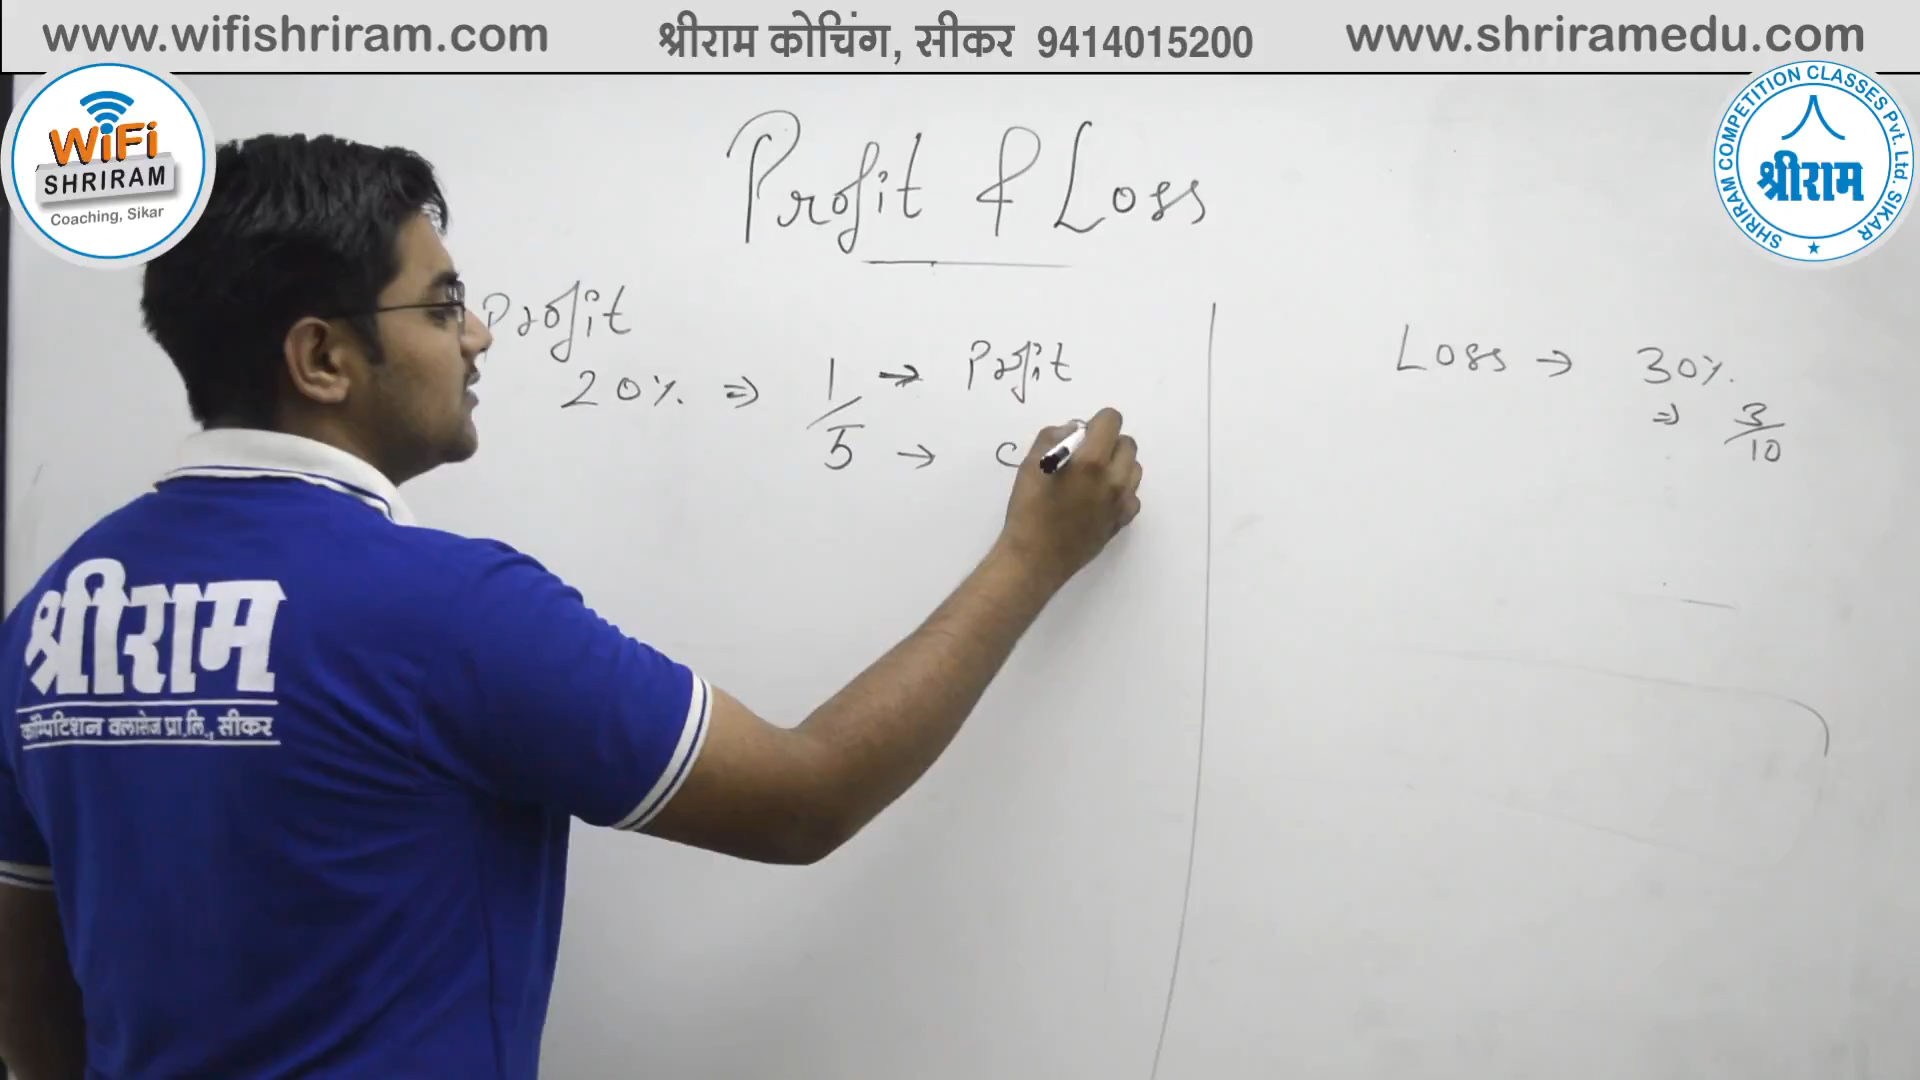 www.wifishriram.com
श्रीराम कोचिंग, सीकर 9414015200
www.shriramedu.com
WiFi
SHRIRAM
Coaching, Sikar
SHRIRAM COMPETITION CLASSES Pvt. Ltd. SIKAR
श्रीराम
Profit & Loss
Profit
20% ⇒ 1/5
→ Profit
→ C
Loss → 30%.
⇒ 3/10
श्रीराम
कॉम्पिटिशन क्लासेज प्रा.लि., सीकर